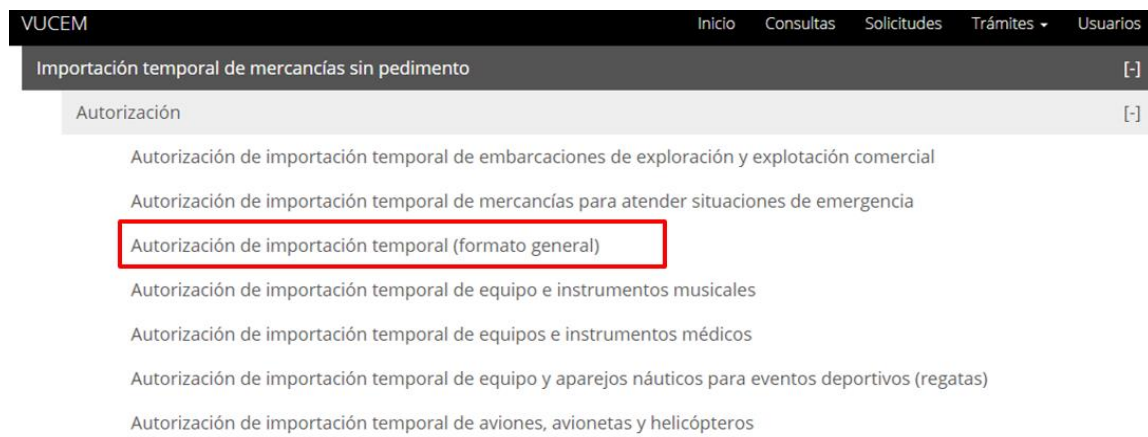 VUCEM Inicio Consultas Solicitudes Trámites Usuarios
Importación temporal de mercancías sin pedimento [-]
Autorización [-]
Autorización de importación temporal de embarcaciones de exploración y explotación comercial
Autorización de importación temporal de mercancías para atender situaciones de emergencia
Autorización de importación temporal (formato general)
Autorización de importación temporal de equipo e instrumentos musicales
Autorización de importación temporal de equipos e instrumentos médicos
Autorización de importación temporal de equipo y aparejos náuticos para eventos deportivos (regatas)
Autorización de importación temporal de aviones, avionetas y helicópteros